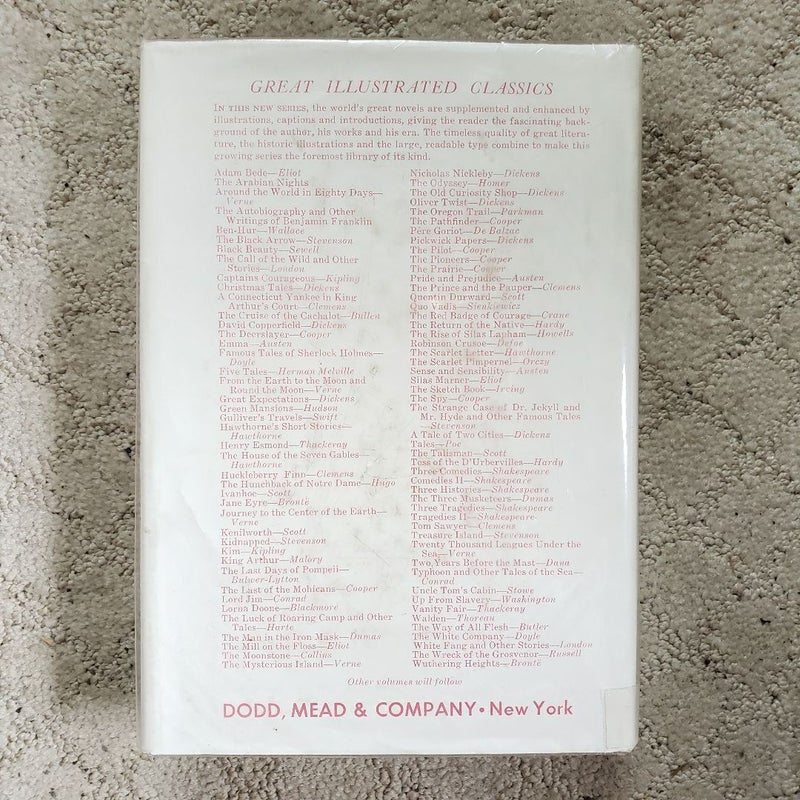 GREAT ILLUSTRATED CLASSICS
IN THIS NEW SERIES, the world's great novels are supplemented and enhanced by
illustrations, captions and introductions, giving the reader the fascinating back-
ground of the author, his works and his era. The timeless quality of great litera-
ture, the historic illustrations and the large, readable type combine to make this
growing series the foremost library of its kind.
Adam Bede—Eliot
The Arabian Nights
Around the World in Eighty Days—
Verne
The Autobiography and Other
Writings of Benjamin Franklin
Ben-Hur—Wallace
The Black Arrow—Stevenson
Black Beauty—Sewell
The Call of the Wild and Other
Stories—London
Captains Courageous—Kipling
Christmas Tales—Dickens
A Connecticut Yankee in King
Arthur's Court—Clemens
The Cruise of the Cachalot—Bullen
David Copperfield—Dickens
The Deerslayer—Cooper
Emma—Austen
Famous Tales of Sherlock Holmes—
Doyle
Five Tales—Herman Melville
From the Earth to the Moon and
Round the Moon—Verne
Great Expectations—Dickens
Green Mansions—Hudson
Gulliver's Travels—Swift
Hawthorne's Short Stories—
Hawthorne
Henry Esmond—Thackeray
The House of the Seven Gables—
Hawthorne
Huckleberry Finn—Clemens
The Hunchback of Notre Dame—Hugo
Ivanhoe—Scott
Jane Eyre—Brontë
Journey to the Center of the Earth—
Verne
Kenilworth—Scott
Kidnapped—Stevenson
Kim—Kipling
King Arthur—Malory
The Last Days of Pompeii—
Bulwer-Lytton
The Last of the Mohicans—Cooper
Lord Jim—Conrad
Lorna Doone—Blackmore
The Luck of Roaring Camp and Other
Tales—Harte
The Man in the Iron Mask—Dumas
The Mill on the Floss—Eliot
The Moonstone—Collins
The Mysterious Island—Verne
Nicholas Nickleby—Dickens
The Odyssey—Homer
The Old Curiosity Shop—Dickens
Oliver Twist—Dickens
The Oregon Trail—Parkman
The Pathfinder—Cooper
Père Goriot—De Balzac
Pickwick Papers—Dickens
The Pilot—Cooper
The Pioneers—Cooper
The Prairie—Cooper
Pride and Prejudice—Austen
The Prince and the Pauper—Clemens
Quentin Durward—Scott
Quo Vadis—Sienkiewicz
The Red Badge of Courage—Crane
The Return of the Native—Hardy
The Rise of Silas Lapham—Howells
Robinson Crusoe—Defoe
The Scarlet Letter—Hawthorne
The Scarlet Pimpernel—Orczy
Sense and Sensibility—Austen
Silas Marner—Eliot
The Sketch Book—Irving
The Spy—Cooper
The Strange Case of Dr. Jekyll and
Mr. Hyde and Other Famous Tales
—Stevenson
A Tale of Two Cities—Dickens
Tales—Poe
The Talisman—Scott
Tess of the D'Urbervilles—Hardy
Three Comedies—Shakespeare
Comedies II—Shakespeare
Three Histories—Shakespeare
The Three Musketeers—Dumas
Three Tragedies—Shakespeare
Tragedies II—Shakespeare
Tom Sawyer—Clemens
Treasure Island—Stevenson
Twenty Thousand Leagues Under the
Sea—Verne
Two Years Before the Mast—Dana
Typhoon and Other Tales of the Sea—
Conrad
Uncle Tom's Cabin—Stowe
Up From Slavery—Washington
Vanity Fair—Thackeray
Walden—Thoreau
The Way of All Flesh—Butler
The White Company—Doyle
White Fang and Other Stories—London
The Wreck of the Grosvenor—Russell
Wuthering Heights—Brontë
Other volumes will follow
DODD, MEAD & COMPANY • New York